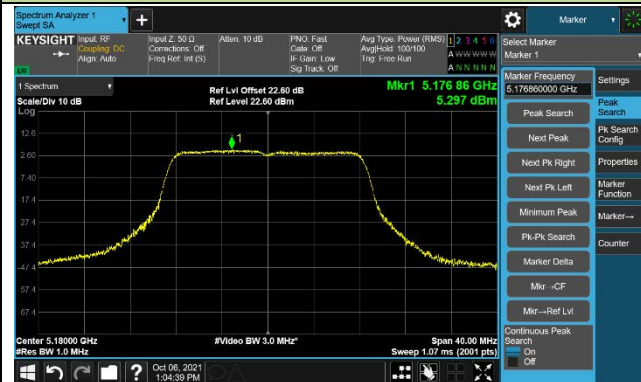 Spectrum Analyzer 1
Swept SA
+
Marker
KEYSIGHT
Input: RF
Coupling: DC
Align: Auto
Input Z: 50 Ω
Corrections: Off
Freq Ref: Int (S)
Atten: 10 dB
PNO: Fast
Gate: Off
IF Gain: Low
Sig Track: Off
Avg Type: Power (RMS)
Avg|Hold: 100/100
Trig: Free Run
1 2 3 4 5 6
A W W W W W
A N N N N N
Select Marker
Marker 1
1 Spectrum
Scale/Div 10 dB
Log
Ref Lvl Offset 22.60 dB
Ref Level 22.60 dBm
Mkr1 5.176 86 GHz
5.297 dBm
1
12.6
2.60
-7.40
-17.4
-27.4
-37.4
-47.4
-57.4
-67.4
Center 5.18000 GHz
#Res BW 1.0 MHz
#Video BW 3.0 MHz*
Span 40.00 MHz
Sweep 1.07 ms (2001 pts)
Marker Frequency
5.176860000 GHz
Peak Search
Next Peak
Next Pk Right
Next Pk Left
Minimum Peak
Pk-Pk Search
Marker Delta
Mkr→CF
Mkr→Ref Lvl
Continuous Peak
Search
On
Off
Settings
Peak
Search
Pk Search
Config
Properties
Marker
Function
Marker→
Counter
?
Oct 06, 2021
1:04:39 PM